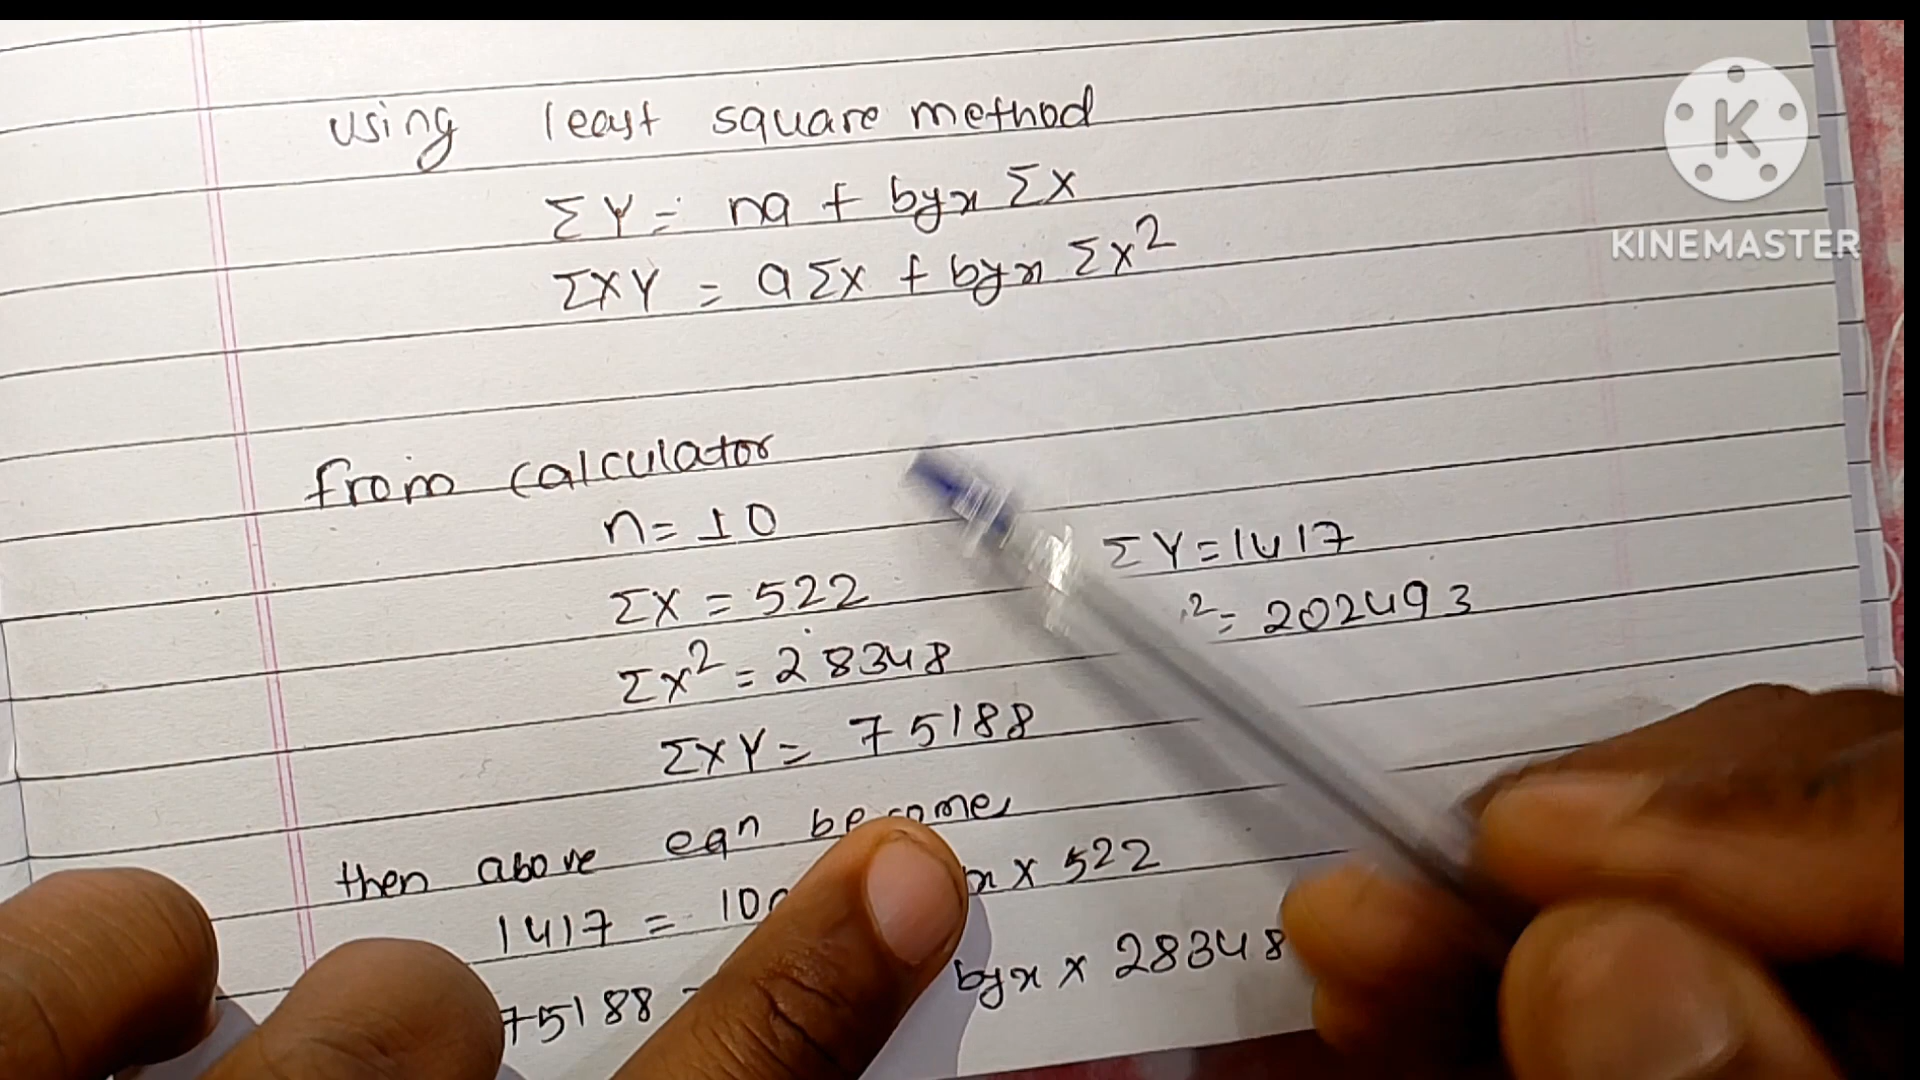 using least square method
ΣY = na + byx ΣX
ΣXY = aΣX + byx ΣX²
K
KINEMASTER
from calculator
n = 10
ΣY = 1417
ΣX = 522
² = 202493
ΣX² = 28348
ΣXY = 75188
then above eqn become
1417 = 10 x × 522
75188 = byx × 28348